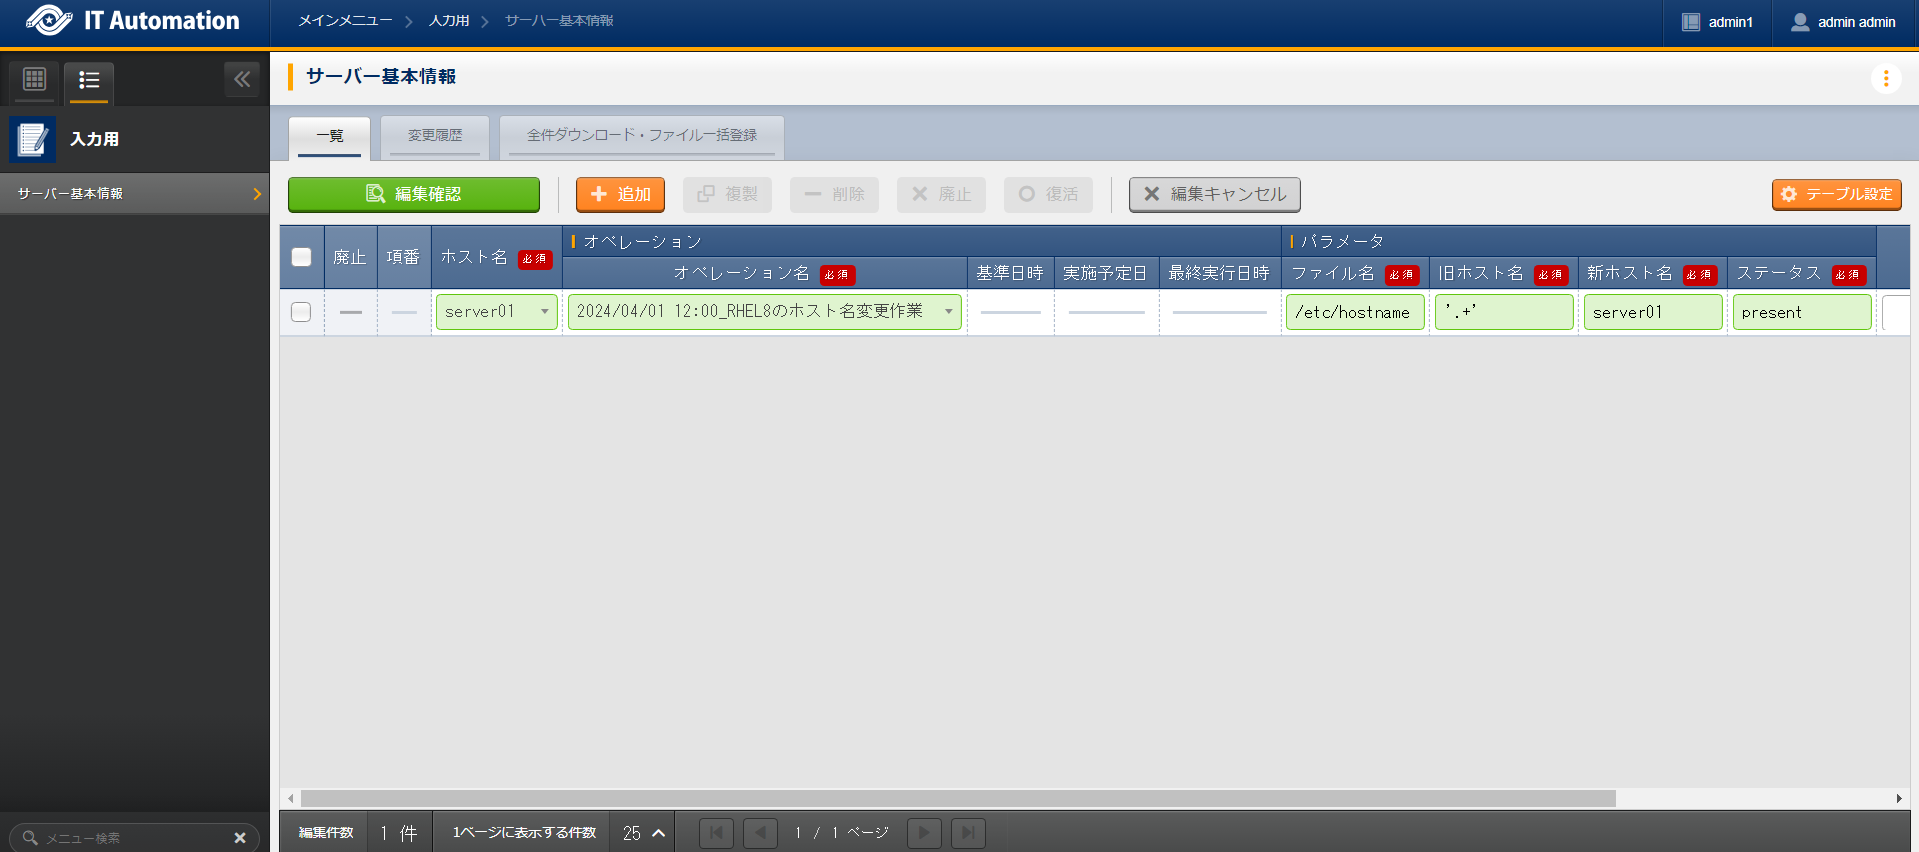 IT Automation
メインメニュー
入力用
サーバー基本情報
admin1
admin admin
入力用
サーバー基本情報
メニュー検索
サーバー基本情報
一覧
変更履歴
全件ダウンロード・ファイル一括登録
編集確認
追加
複製
削除
廃止
復活
編集キャンセル
テーブル設定
廃止
項番
ホスト名 必須
オペレーション
パラメータ
オペレーション名 必須
基準日時
実施予定日
最終実行日時
ファイル名 必須
旧ホスト名 必須
新ホスト名 必須
ステータス 必須
server01
2024/04/01 12:00_RHEL8のホスト名変更作業
/etc/hostname
'.+'
server01
present
編集件数
1 件
1ページに表示する件数
25
1 / 1 ページ